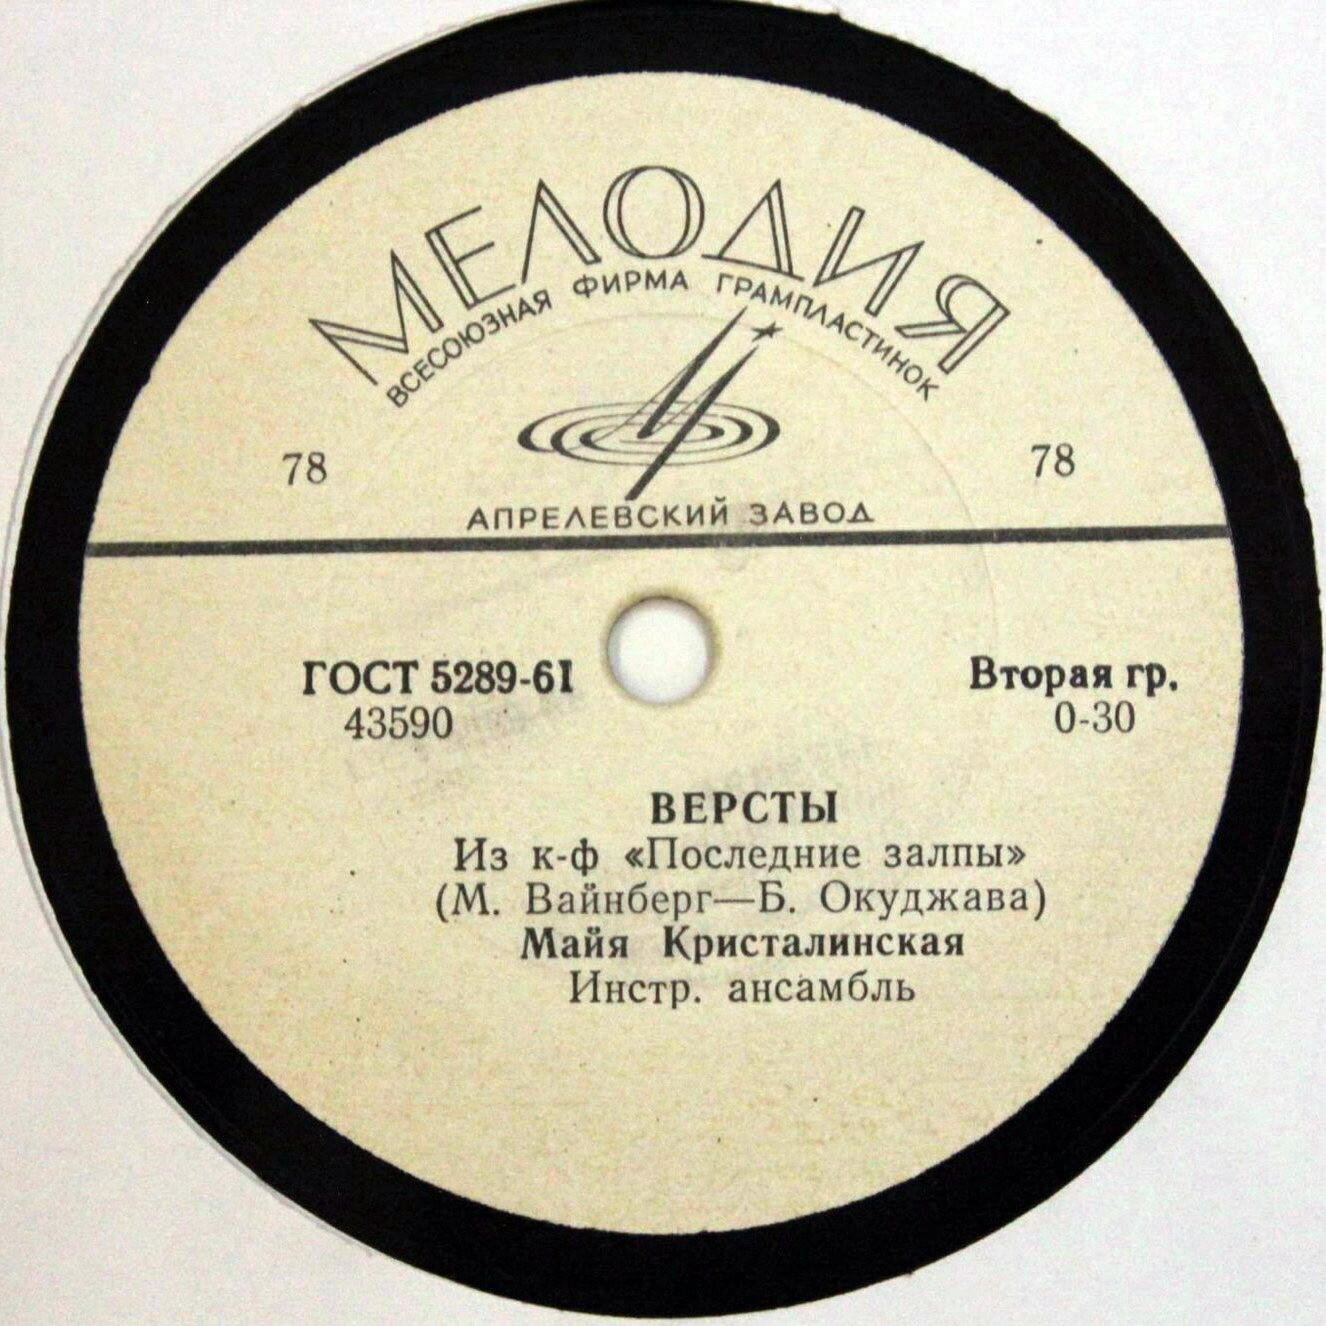 МЕЛОДИЯ
ВСЕСОЮЗНАЯ ФИРМА ГРАМПЛАСТИНОК
78 78
АПРЕЛЕВСКИЙ ЗАВОД
ГОСТ 5289-61 Вторая гр.
43590 0-30
ВЕРСТЫ
Из к-ф «Последние залпы»
(М. Вайнберг—Б. Окуджава)
Майя Кристалинская
Инстр. ансамбль